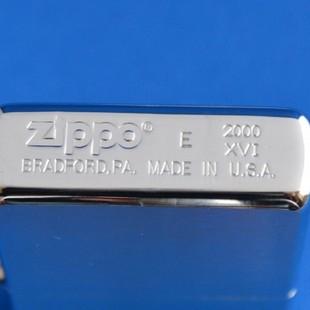 zippo® E 2000
XVI
BRADFORD, PA. MADE IN U.S.A.